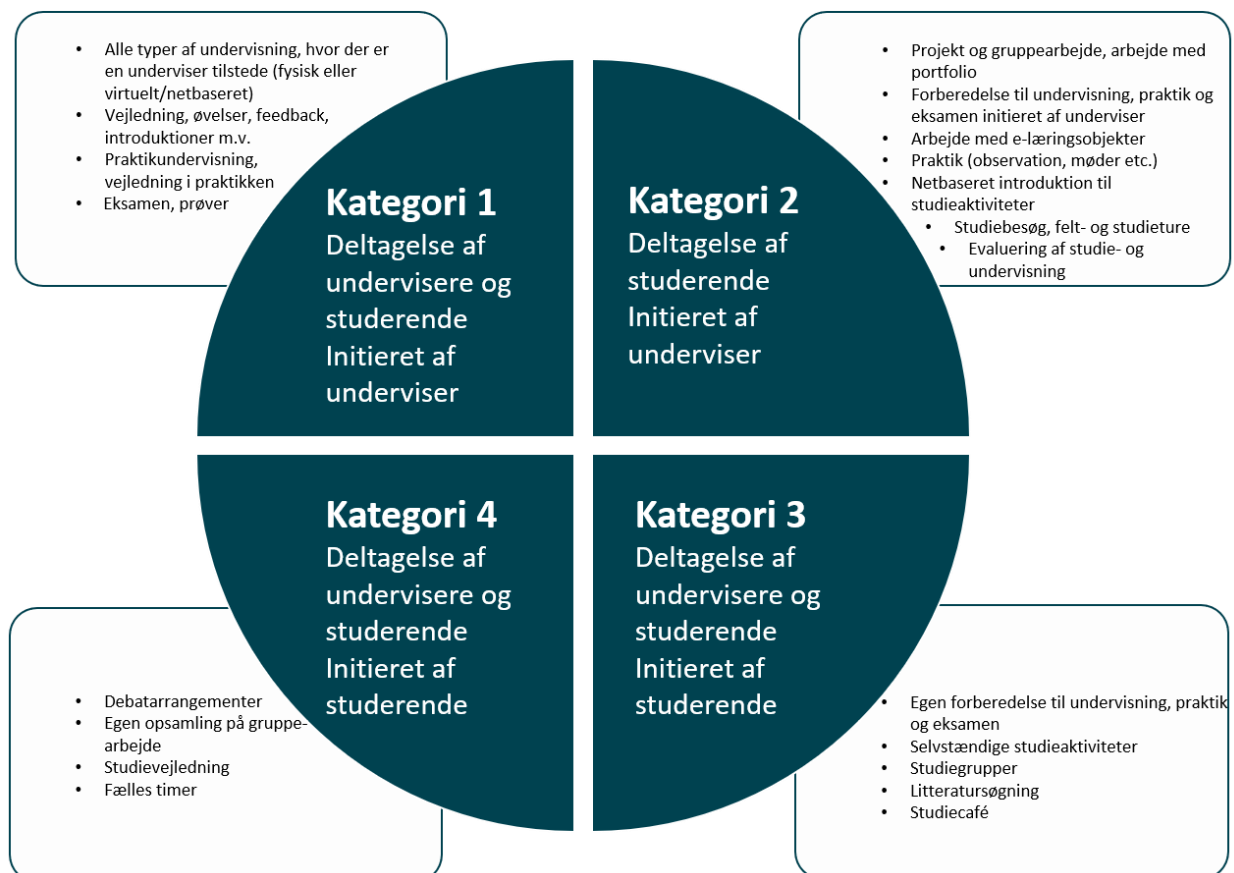 • Alle typer af undervisning, hvor der er
en underviser tilstede (fysisk eller
virtuelt/netbaseret)
• Vejledning, øvelser, feedback,
introduktioner m.v.
• Praktikundervisning,
vejledning i praktikken
• Eksamen, prøver
Kategori 1
Deltagelse af
undervisere og
studerende
Initieret af
underviser
• Projekt og gruppearbejde, arbejde med
portfolio
• Forberedelse til undervisning, praktik og
eksamen initieret af underviser
• Arbejde med e-læringsobjekter
• Praktik (observation, møder etc.)
• Netbaseret introduktion til
studieaktiviteter
• Studiebesøg, felt- og studieture
• Evaluering af studie- og
undervisning
Kategori 2
Deltagelse af
studerende
Initieret af
underviser
Kategori 4
Deltagelse af
undervisere og
studerende
Initieret af
studerende
• Debatarrangementer
• Egen opsamling på gruppe-
arbejde
• Studievejledning
• Fælles timer
Kategori 3
Deltagelse af
undervisere og
studerende
Initieret af
studerende
• Egen forberedelse til undervisning, praktik
og eksamen
• Selvstændige studieaktiviteter
• Studiegrupper
• Litteratursøgning
• Studiecafé